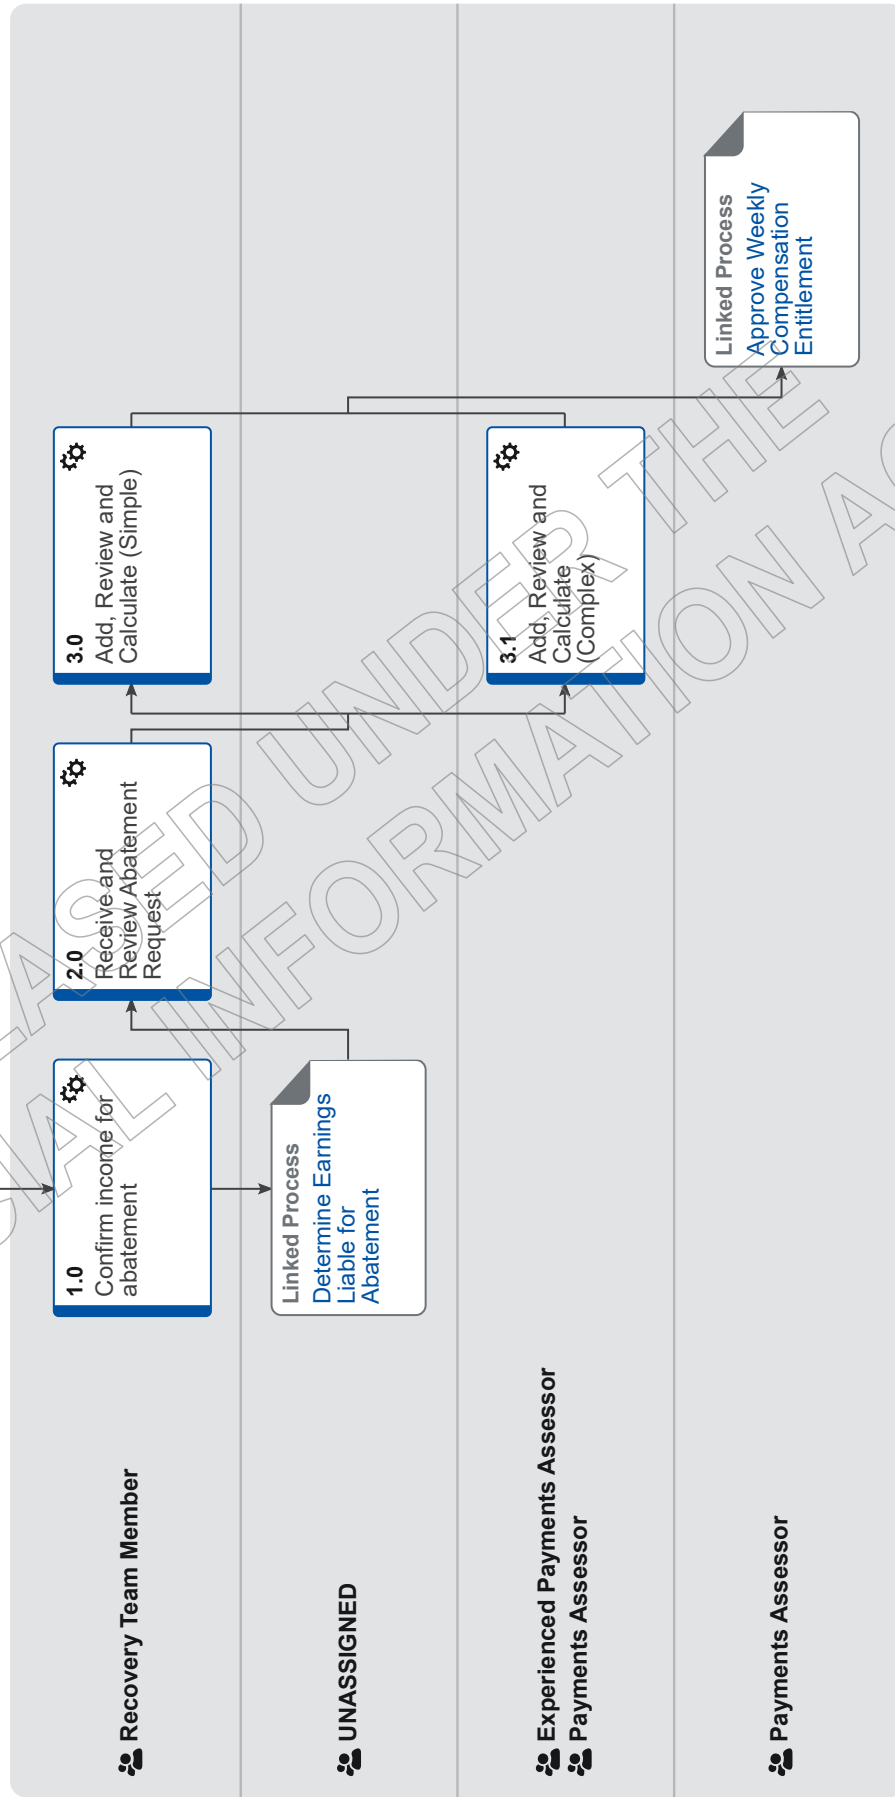 Recovery Team Member
1.0
Confirm income for
abatement
2.0
Receive and
Review Abatement
Request
3.0
Add, Review and
Calculate (Simple)
UNASSIGNED
Linked Process
Determine Earnings
Liable for
Abatement
Experienced Payments Assessor
Payments Assessor
3.1
Add, Review and
Calculate
(Complex)
Payments Assessor
Linked Process
Approve Weekly
Compensation
Entitlement
UNDER THE
INFORMATION